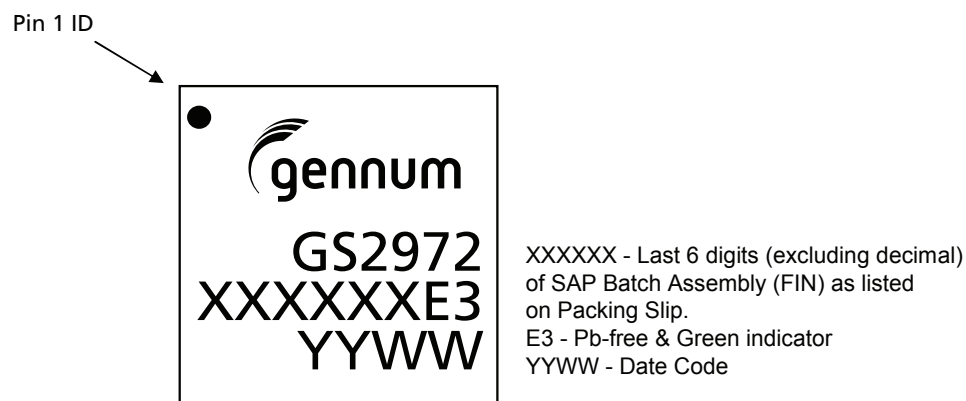 Pin 1 ID
gennum
GS2972
XXXXXXE3
YYWW
XXXXXX - Last 6 digits (excluding decimal)
of SAP Batch Assembly (FIN) as listed
on Packing Slip.
E3 - Pb-free & Green indicator
YYWW - Date Code